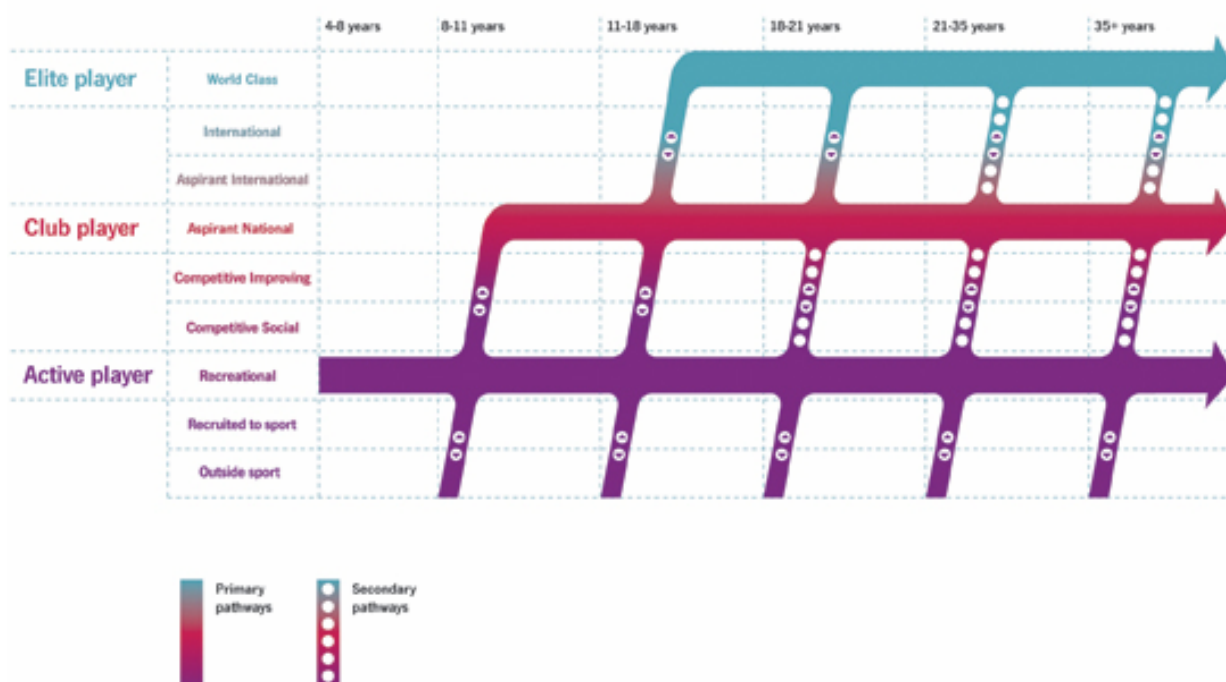 4-8 years 8-11 years 11-18 years 18-21 years 21-35 years 35+ years
Elite player World Class
International
Aspirant International
Club player Aspirant National
Competitive Improving
Competitive Social
Active player Recreational
Recruited to sport
Outside sport
Primary pathways
Secondary pathways